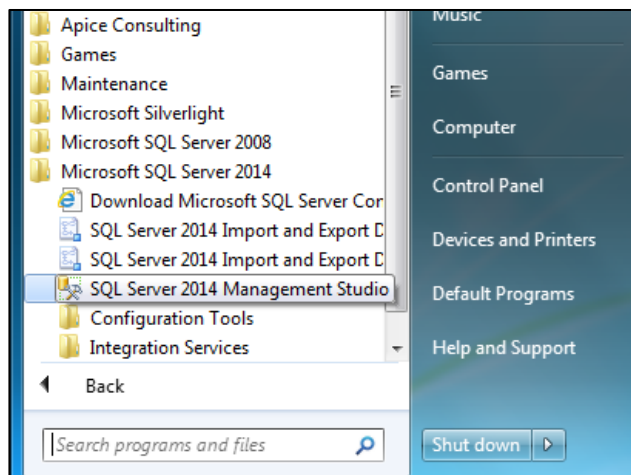 Apice Consulting
Games
Maintenance
Microsoft Silverlight
Microsoft SQL Server 2008
Microsoft SQL Server 2014
Download Microsoft SQL Server Cor
SQL Server 2014 Import and Export D
SQL Server 2014 Import and Export D
SQL Server 2014 Management Studio
Configuration Tools
Integration Services
Back
Search programs and files
Music
Games
Computer
Control Panel
Devices and Printers
Default Programs
Help and Support
Shut down